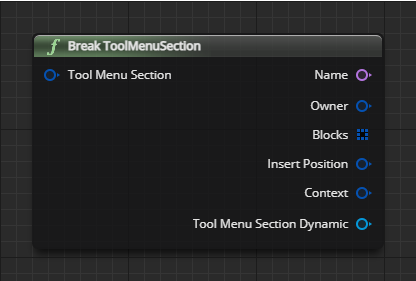 Break ToolMenuSection
Tool Menu Section
Name
Owner
Blocks
Insert Position
Context
Tool Menu Section Dynamic